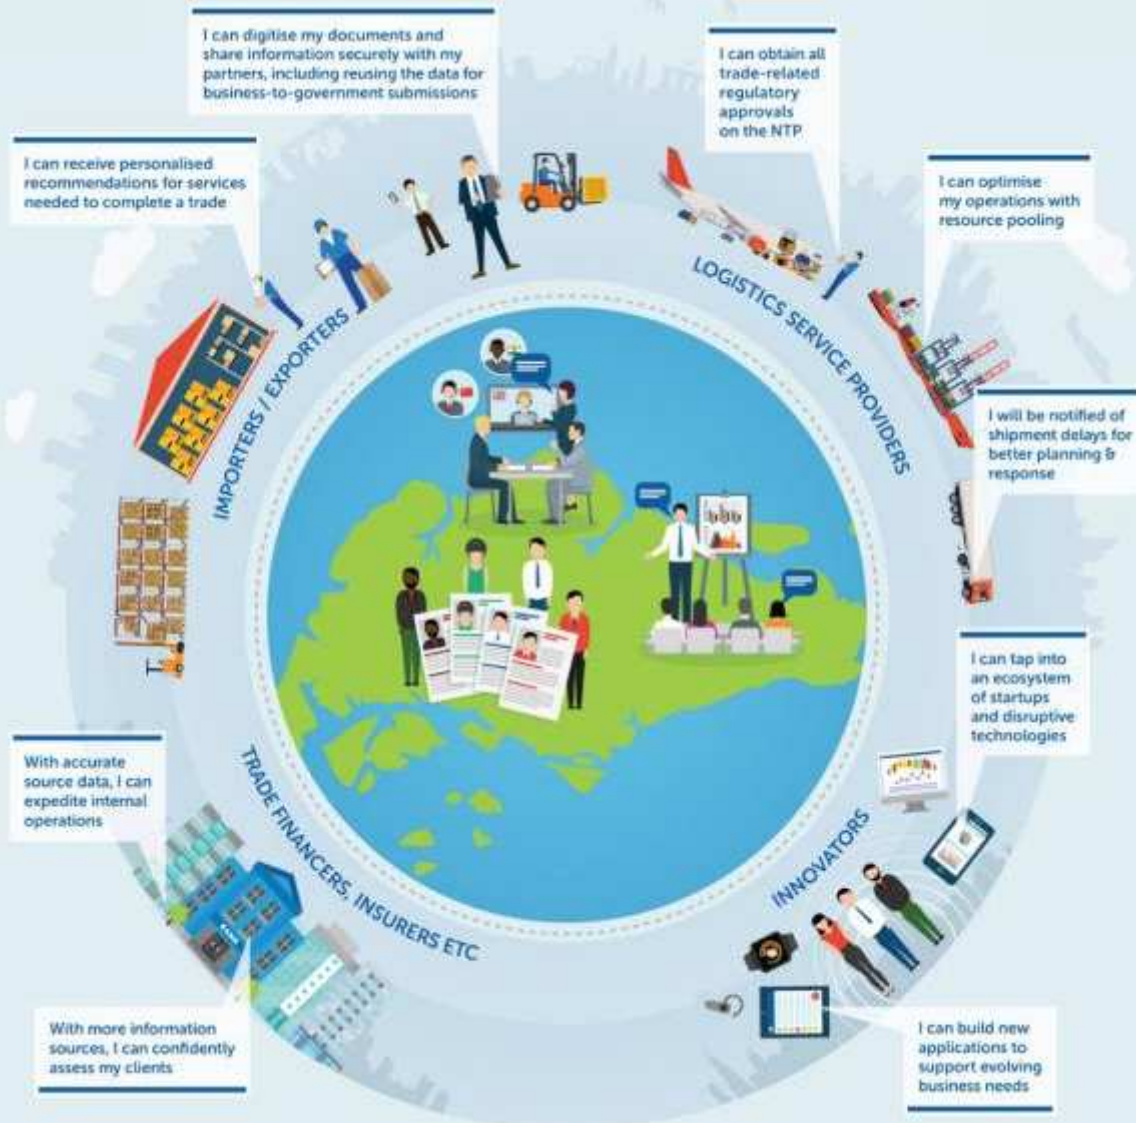 I can digitise my documents and
share information securely with my
partners, including reusing the data for
business-to-government submissions
I can obtain all
trade-related
regulatory
approvals
on the NTP
I can receive personalised
recommendations for services
needed to complete a trade
I can optimise
my operations with
resource pooling
IMPORTERS / EXPORTERS
LOGISTICS SERVICE PROVIDERS
I will be notified of
shipment delays for
better planning &
response
I can tap into
an ecosystem
of startups
and disruptive
technologies
With accurate
source data, I can
expedite internal
operations
TRADE FINANCERS, INSURERS ETC
INNOVATORS
BANK
With more information
sources, I can confidently
assess my clients
I can build new
applications to
support evolving
business needs